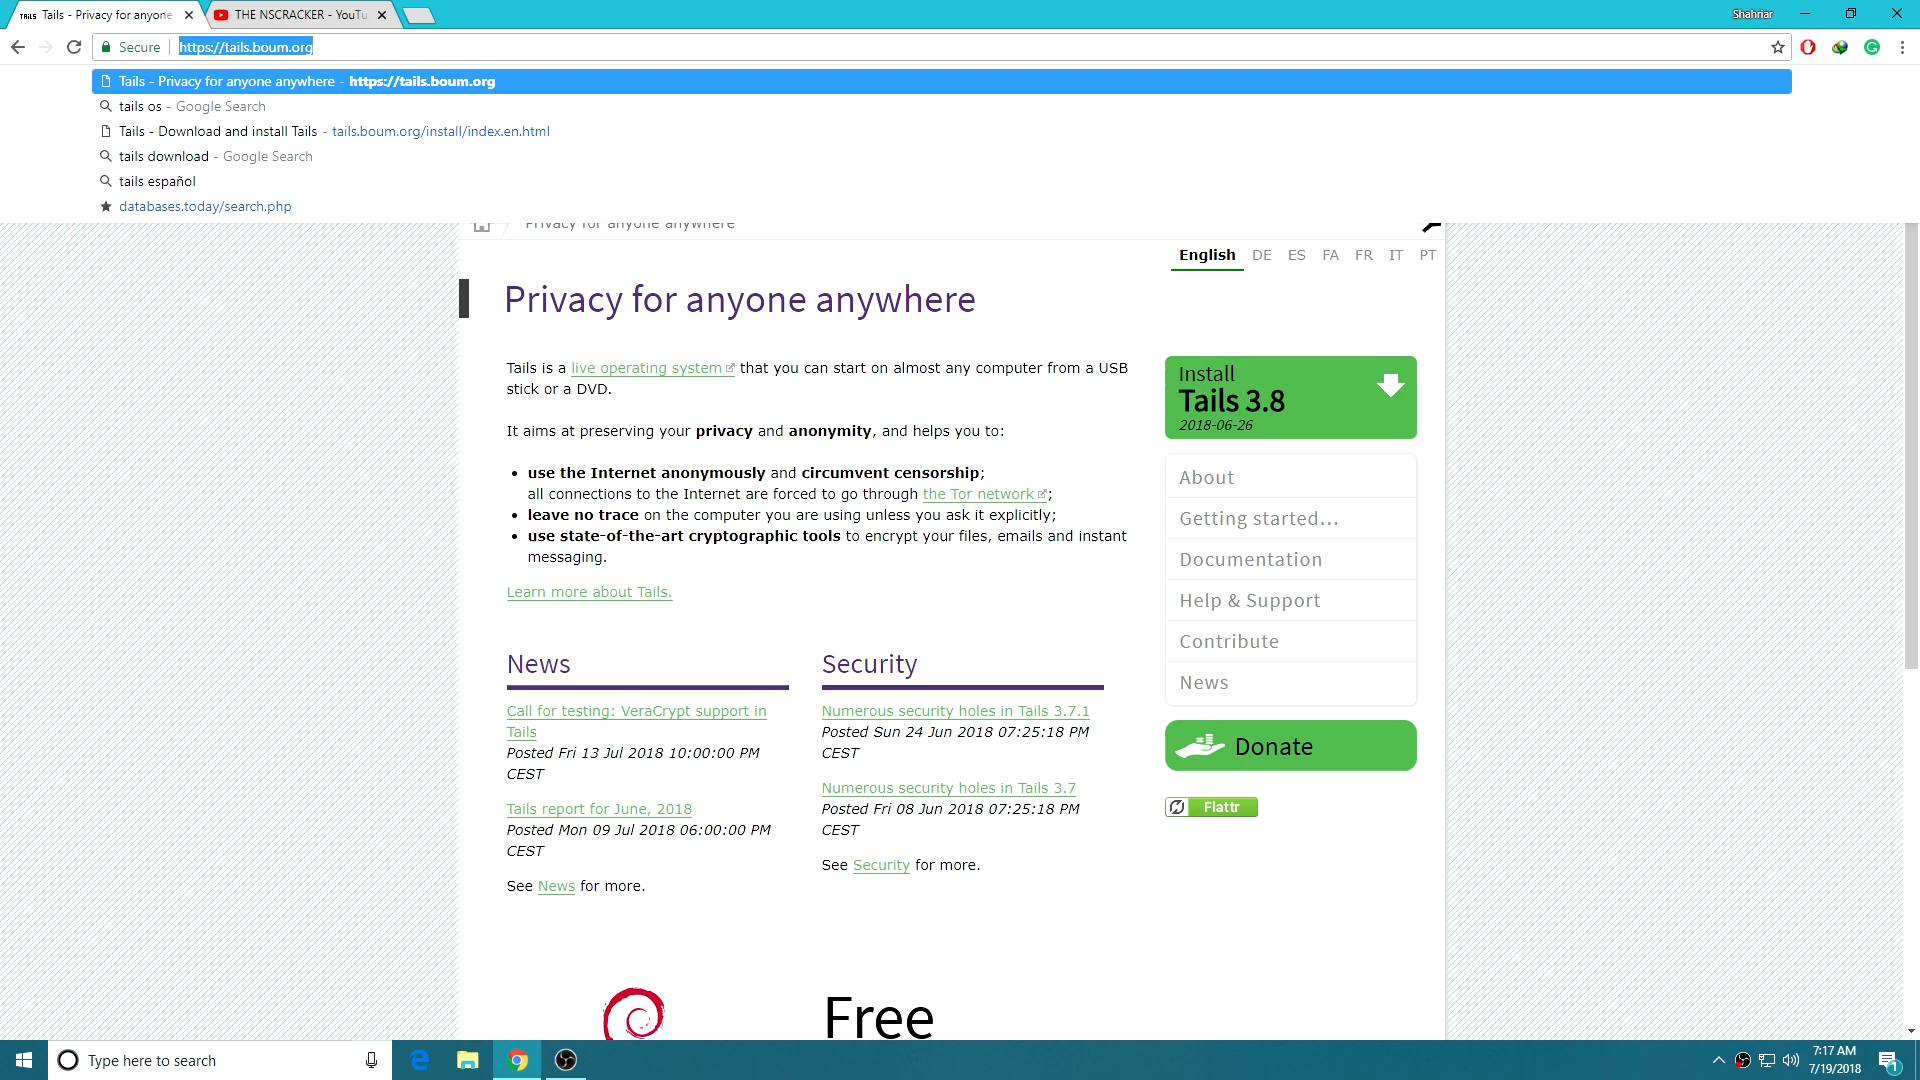 Tails - Privacy for anyone
THE NSCRACKER - YouTu
Shahriar
Secure
https://tails.boum.org
Tails - Privacy for anyone anywhere - https://tails.boum.org
tails os - Google Search
Tails - Download and install Tails - tails.boum.org/install/index.en.html
tails download - Google Search
tails español
databases.today/search.php
Privacy for anyone anywhere
English DE ES FA FR IT PT
Privacy for anyone anywhere
Tails is a live operating system that you can start on almost any computer from a USB
stick or a DVD.
It aims at preserving your privacy and anonymity, and helps you to:
• use the Internet anonymously and circumvent censorship;
all connections to the Internet are forced to go through the Tor network;
• leave no trace on the computer you are using unless you ask it explicitly;
• use state-of-the-art cryptographic tools to encrypt your files, emails and instant
messaging.
Learn more about Tails.
Install
Tails 3.8
2018-06-26
About
Getting started...
Documentation
Help & Support
Contribute
News
Donate
Flattr
News
Call for testing: VeraCrypt support in
Tails
Posted Fri 13 Jul 2018 10:00:00 PM
CEST
Tails report for June, 2018
Posted Mon 09 Jul 2018 06:00:00 PM
CEST
See News for more.
Security
Numerous security holes in Tails 3.7.1
Posted Sun 24 Jun 2018 07:25:18 PM
CEST
Numerous security holes in Tails 3.7
Posted Fri 08 Jun 2018 07:25:18 PM
CEST
See Security for more.
Free
Type here to search
7:17 AM
7/19/2018
1